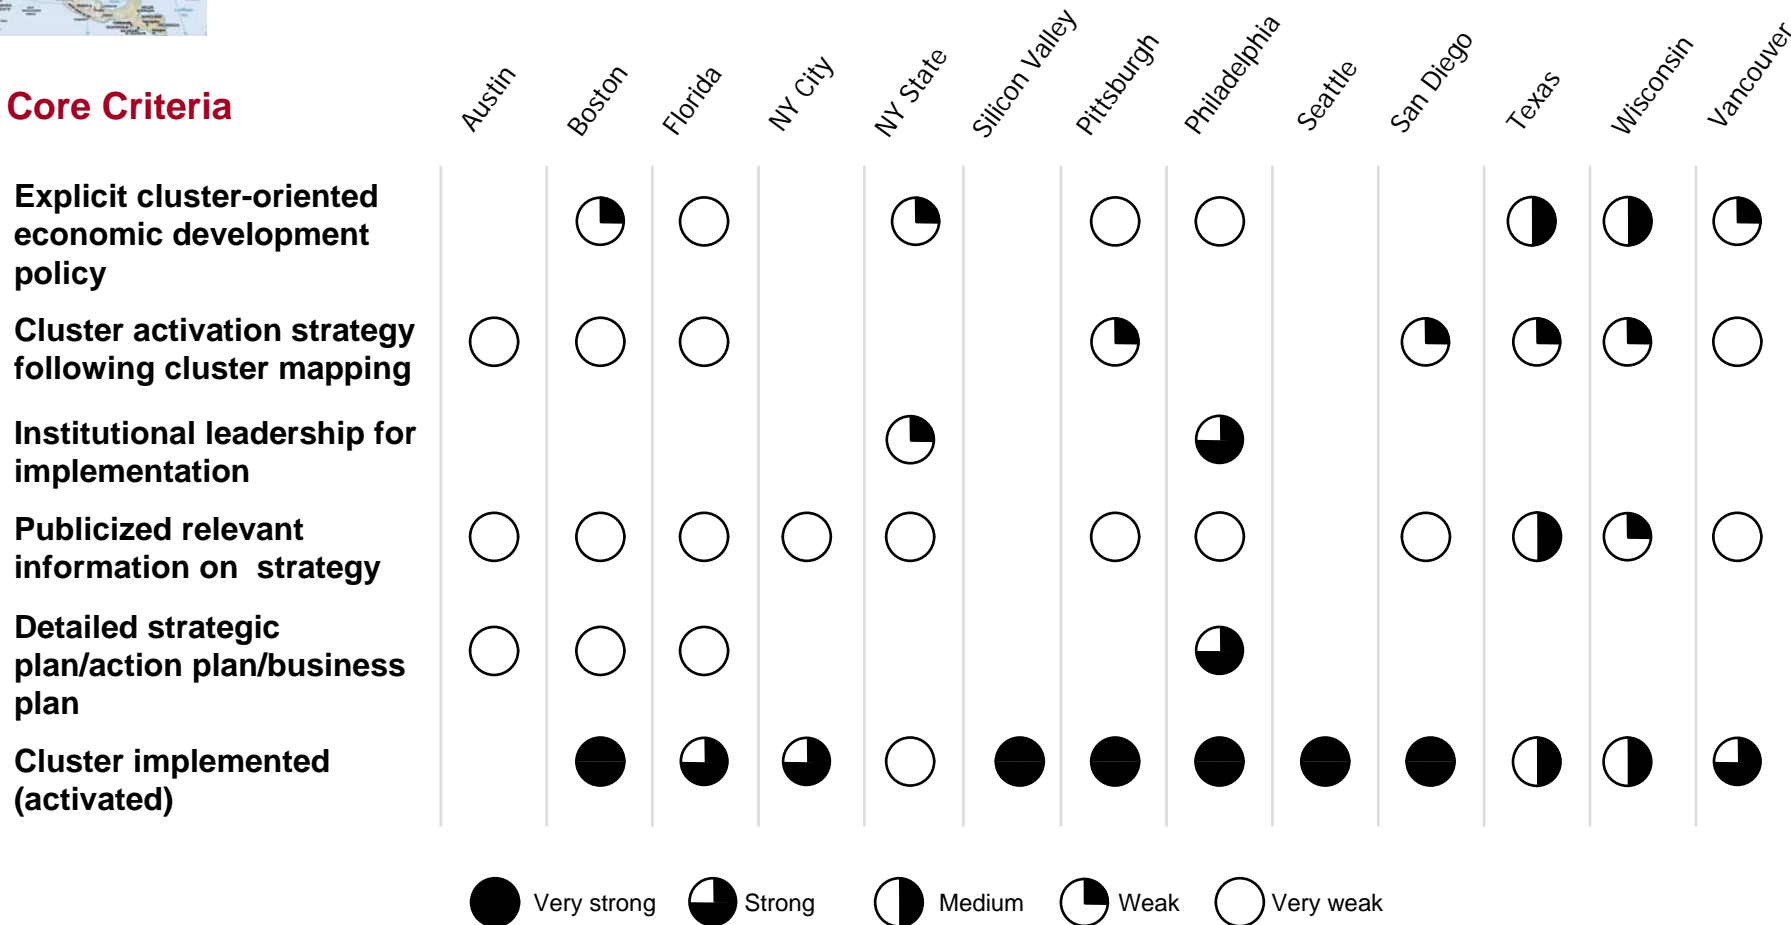 Core Criteria
Austin
Boston
Florida
NY City
NY State
Silicon Valley
Pittsburgh
Philadelphia
Seattle
San Diego
Texas
Wisconsin
Vancouver
Explicit cluster-oriented
economic development
policy
Cluster activation strategy
following cluster mapping
Institutional leadership for
implementation
Publicized relevant
information on strategy
Detailed strategic
plan/action plan/business
plan
Cluster implemented
(activated)
Very strong
Strong
Medium
Weak
Very weak